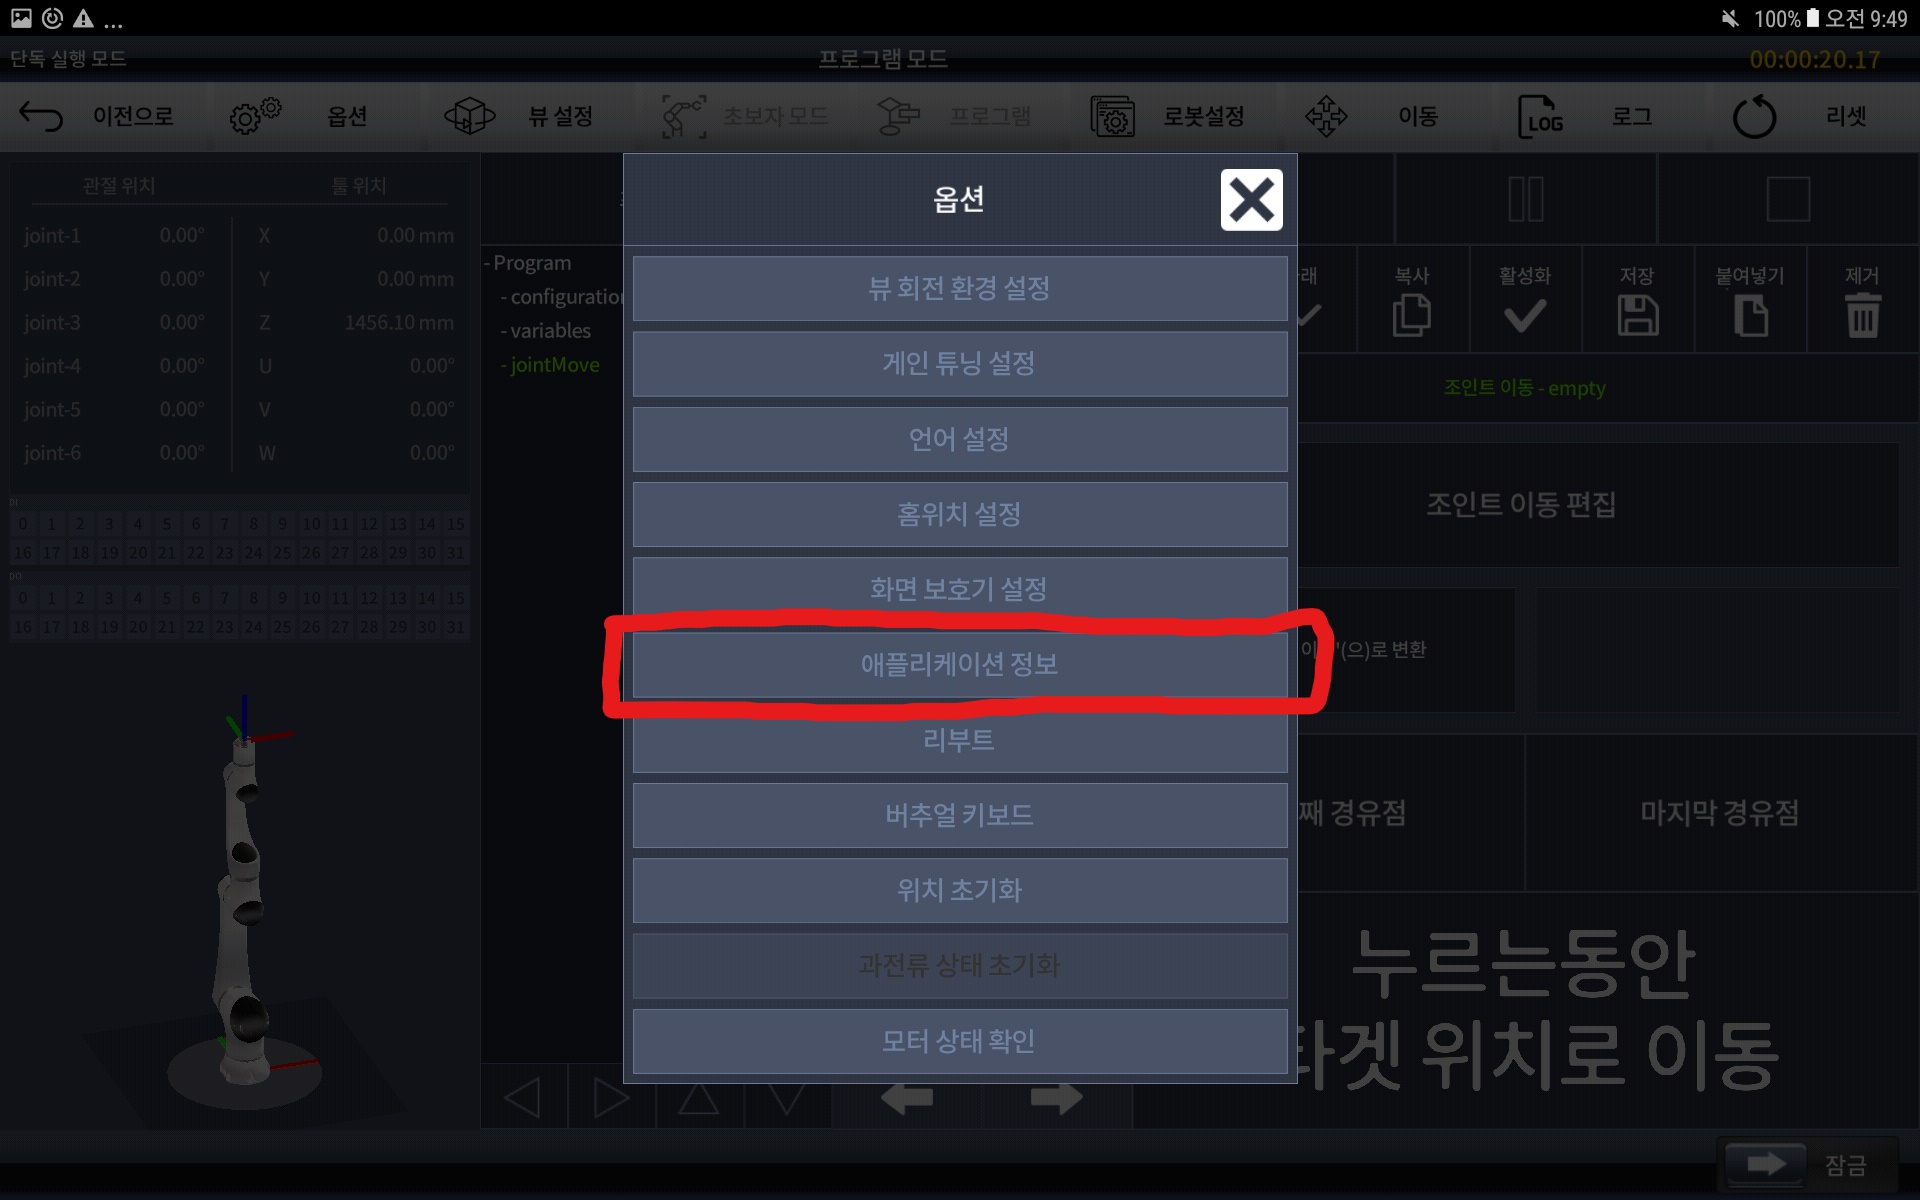 ...
100%
오전 9:49
단독 실행 모드
프로그램 모드
00:00:20.17
이전으로
옵션
뷰 설정
초보자 모드
프로그램
로봇설정
이동
LOG
로그
리셋
관절 위치
툴 위치
joint-1 0.00° X 0.00 mm
joint-2 0.00° Y 0.00 mm
joint-3 0.00° Z 1456.10 mm
joint-4 0.00° U 0.00°
joint-5 0.00° V 0.00°
joint-6 0.00° W 0.00°
DI
0 1 2 3 4 5 6 7 8 9 10 11 12 13 14 15
16 17 18 19 20 21 22 23 24 25 26 27 28 29 30 31
DO
0 1 2 3 4 5 6 7 8 9 10 11 12 13 14 15
16 17 18 19 20 21 22 23 24 25 26 27 28 29 30 31
- Program
- configuration
- variables
- jointMove
옵션
뷰 회전 환경 설정
게인 튜닝 설정
언어 설정
홈위치 설정
화면 보호기 설정
애플리케이션 정보
리부트
버추얼 키보드
위치 초기화
과전류 상태 초기화
모터 상태 확인
래
복사
활성화
저장
붙여넣기
제거
조인트 이동 - empty
조인트 이동 편집
'(으)로 변환
째 경유점
마지막 경유점
누르는동안
타겟 위치로 이동
잠금